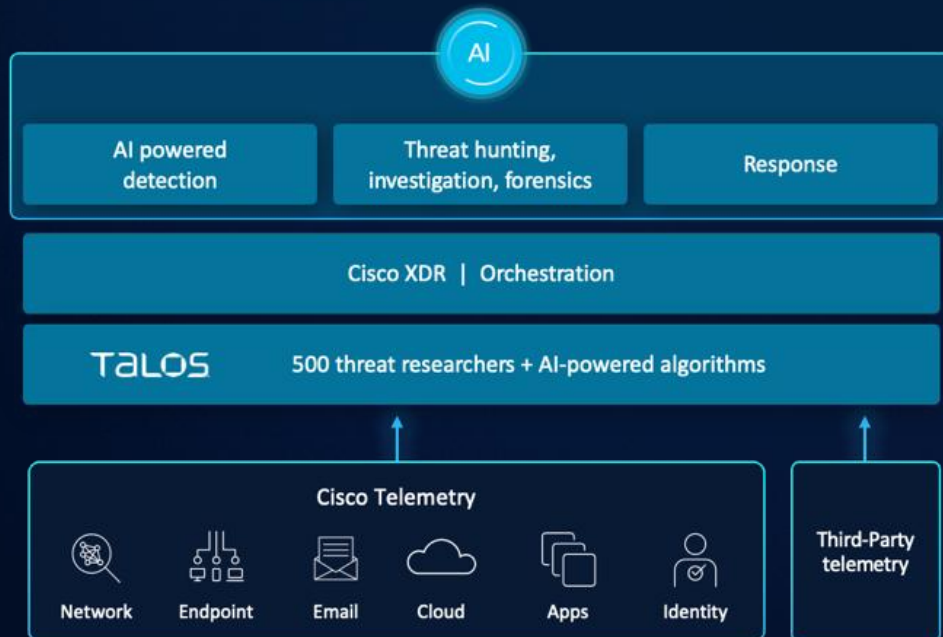 AI
AI powered
detection
Threat hunting,
investigation, forensics
Response
Cisco XDR | Orchestration
TALOS
500 threat researchers + AI-powered algorithms
Cisco Telemetry
Network
Endpoint
Email
Cloud
Apps
Identity
Third-Party
telemetry